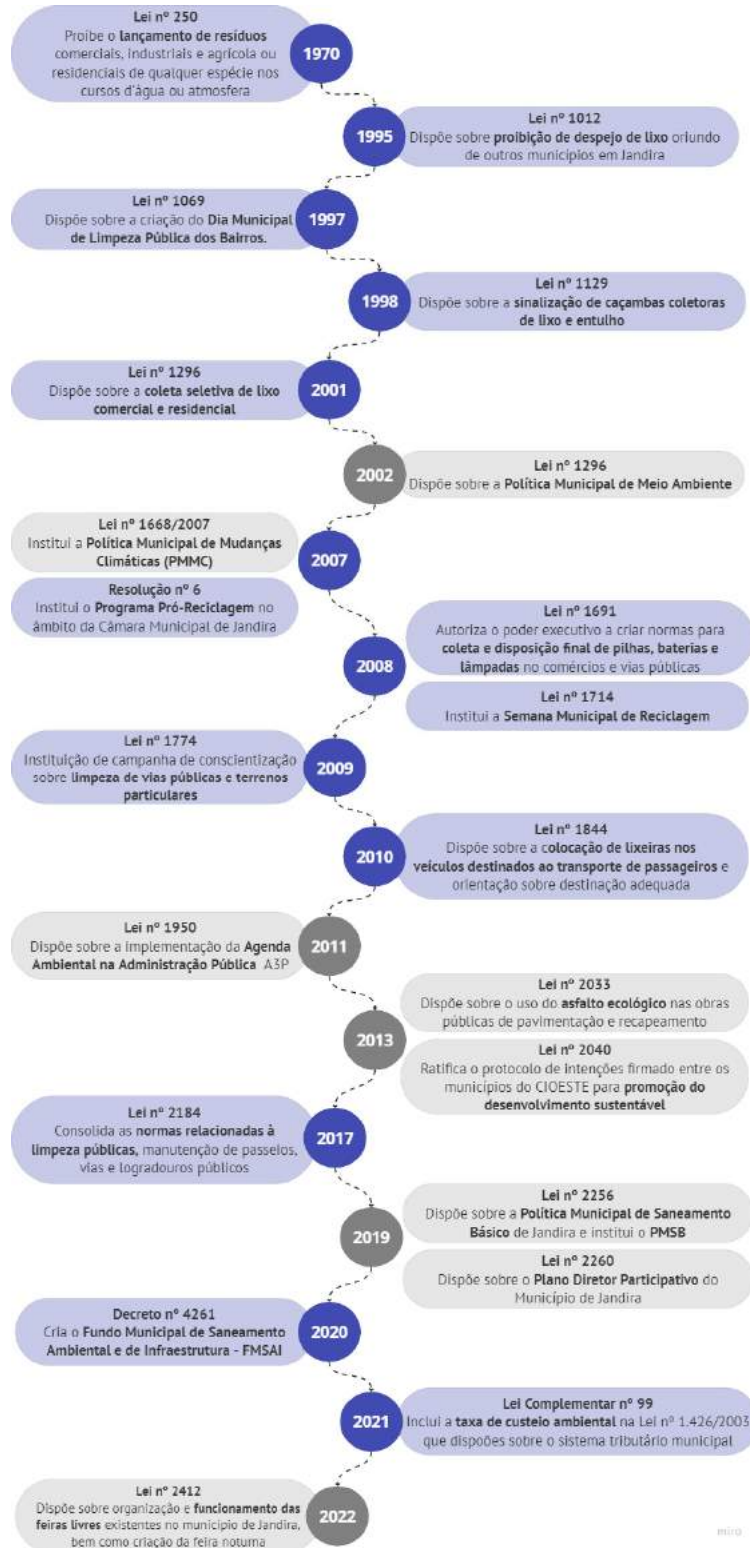 Lei nº 250
Proíbe o lançamento de resíduos
comerciais, industriais e agrícola ou
residenciais de qualquer espécie nos
cursos d'água ou atmosfera
1970
Lei nº 1012
1995
Dispõe sobre proibição de despejo de lixo oriundo
de outros municípios em Jandira
Lei nº 1069
Dispõe sobre a criação do Dia Municipal
de Limpeza Pública dos Bairros.
1997
Lei nº 1129
1998
Dispõe sobre a sinalização de caçambas coletoras
de lixo e entulho
Lei nº 1296
Dispõe sobre a coleta seletiva de lixo
comercial e residencial
2001
Lei nº 1296
2002
Dispõe sobre a Política Municipal de Meio Ambiente
Lei nº 1668/2007
Institui a Política Municipal de Mudanças
Climáticas (PMMC)
2007
Resolução nº 6
Institui o Programa Pró-Reciclagem no
âmbito da Câmara Municipal de Jandira
Lei nº 1691
Autoriza o poder executivo a criar normas para
coleta e disposição final de pilhas, baterias e
lâmpadas no comércios e vias públicas
2008
Lei nº 1714
Institui a Semana Municipal de Reciclagem
Lei nº 1774
Instituição de campanha de conscientização
sobre limpeza de vias públicas e terrenos
particulares
2009
Lei nº 1844
2010
Dispõe sobre a colocação de lixeiras nos
veículos destinados ao transporte de passageiros e
orientação sobre destinação adequada
Lei nº 1950
Dispõe sobre a implementação da Agenda
Ambiental na Administração Pública A3P
2011
Lei nº 2033
Dispõe sobre o uso do asfalto ecológico nas obras
públicas de pavimentação e recapeamento
2013
Lei nº 2040
Ratifica o protocolo de intenções firmado entre os
municípios do CIOESTE para promoção do
desenvolvimento sustentável
Lei nº 2184
Consolida as normas relacionadas à
limpeza públicas, manutenção de passeios,
vias e logradouros públicos
2017
Lei nº 2256
Dispõe sobre a Política Municipal de Saneamento
Básico de Jandira e institui o PMSB
2019
Lei nº 2260
Dispõe sobre o Plano Diretor Participativo do
Município de Jandira
Decreto nº 4261
Cria o Fundo Municipal de Saneamento
Ambiental e de Infraestrutura - FMSAI
2020
Lei Complementar nº 99
2021
Inclui a taxa de custeio ambiental na Lei nº 1.426/2003
que dispoões sobre o sistema tributário municipal
Lei nº 2412
Dispõe sobre organização e funcionamento das
feiras livres existentes no município de Jandira,
bem como criação da feira noturna
2022
miro